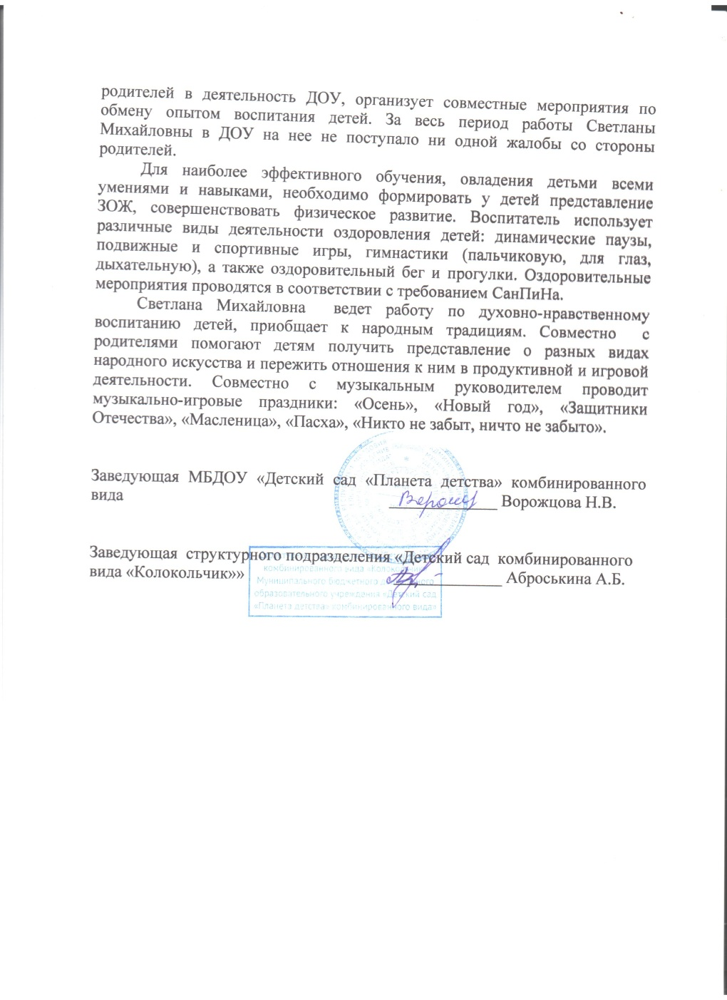 родителей в деятельность ДОУ, организует совместные мероприятия по
обмену опытом воспитания детей. За весь период работы Светланы
Михайловны в ДОУ на нее не поступало ни одной жалобы со стороны
родителей.
Для наиболее эффективного обучения, овладения детьми всеми
умениями и навыками, необходимо формировать у детей представление
ЗОЖ, совершенствовать физическое развитие. Воспитатель использует
различные виды деятельности оздоровления детей: динамические паузы,
подвижные и спортивные игры, гимнастики (пальчиковую, для глаз,
дыхательную), а также оздоровительный бег и прогулки. Оздоровительные
мероприятия проводятся в соответствии с требованием СанПиНа.
Светлана Михайловна ведет работу по духовно-нравственному
воспитанию детей, приобщает к народным традициям. Совместно с
родителями помогают детям получить представление о разных видах
народного искусства и пережить отношения к ним в продуктивной и игровой
деятельности. Совместно с музыкальным руководителем проводит
музыкально-игровые праздники: «Осень», «Новый год», «Защитники
Отечества», «Масленица», «Пасха», «Никто не забыт, ничто не забыто».
Заведующая МБДОУ «Детский сад «Планета детства» комбинированного
вида ______________ Ворожцова Н.В.
Заведующая структурного подразделения «Детский сад комбинированного
вида «Колокольчик»» ______________ Аброськина А.Б.
комбинированного вида «Колокольчик»
Муниципального бюджетного
образовательного учреждения «Детский сад
«Планета детства» комбинированного вида»